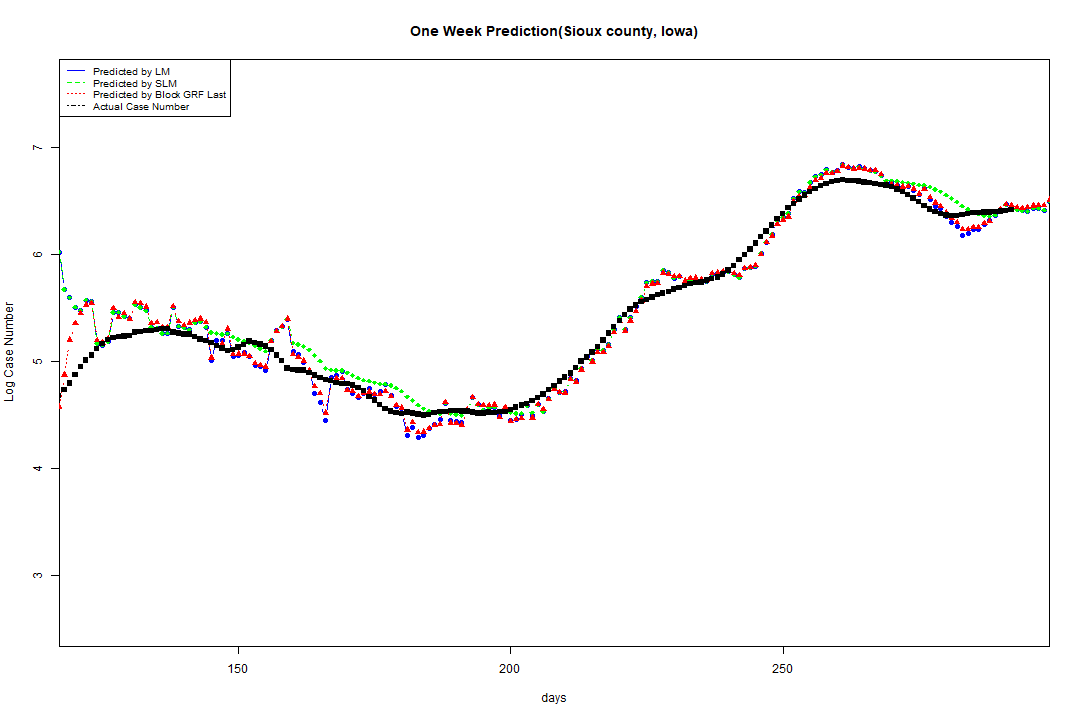 One Week Prediction(Sioux county, Iowa)
Predicted by LM
Predicted by SLM
Predicted by Block GRF Last
Actual Case Number
7
6
5
4
3
Log Case Number
150
200
250
days